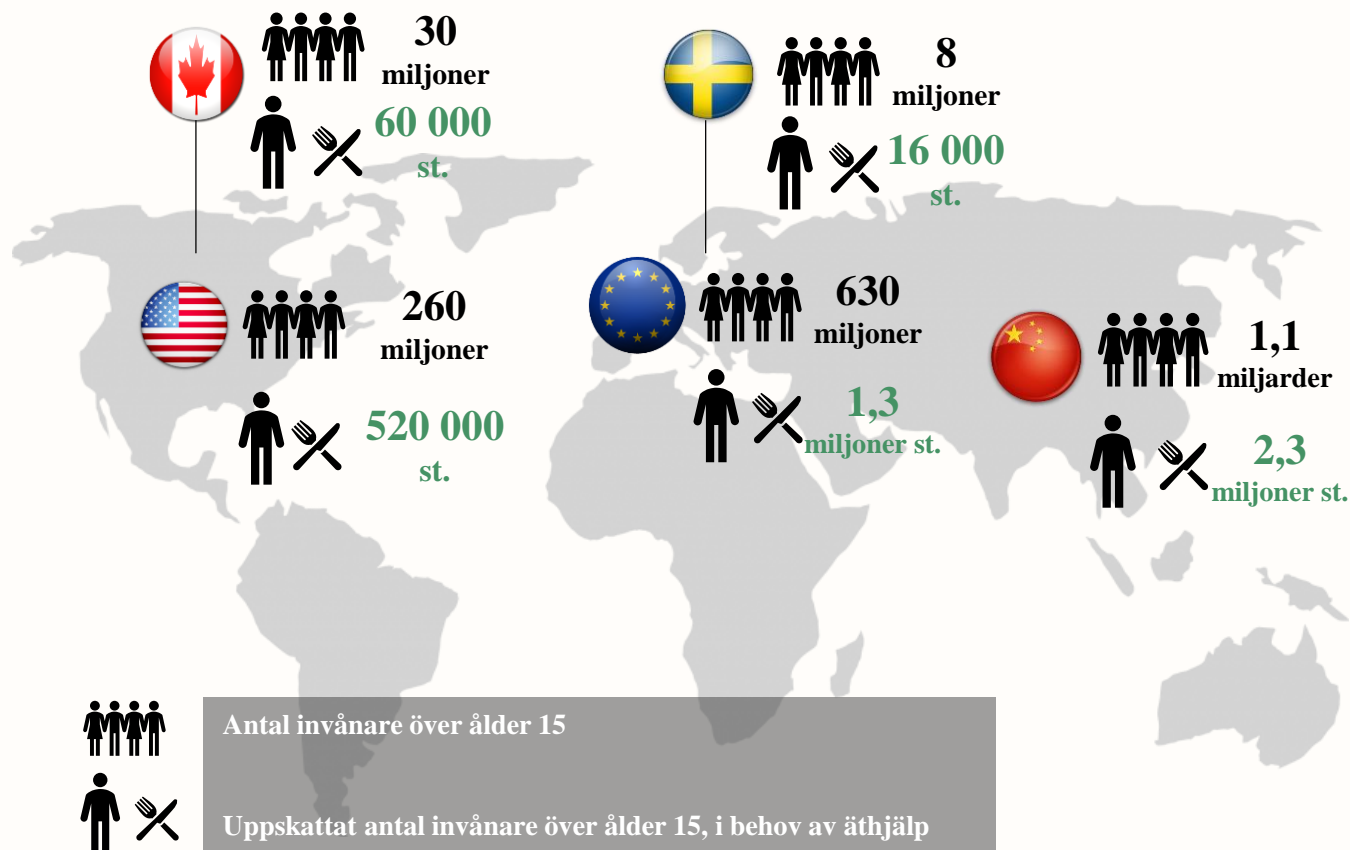 30
miljoner
60 000
st.
8
miljoner
16 000
st.
260
miljoner
520 000
st.
630
miljoner
1,3
miljoner st.
1,1
miljarder
2,3
miljoner st.
Antal invånare över ålder 15
Uppskattat antal invånare över ålder 15, i behov av äthjälp